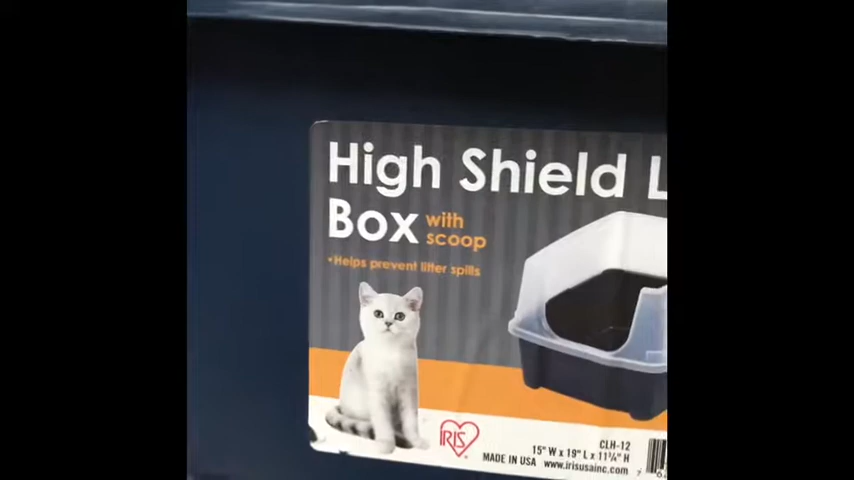 High Shield L
Box with
scoop
•Helps prevent litter spills
IRIS
CLH-12
15" W x 19" L x 11¾" H
MADE IN USA www.irisusainc.com